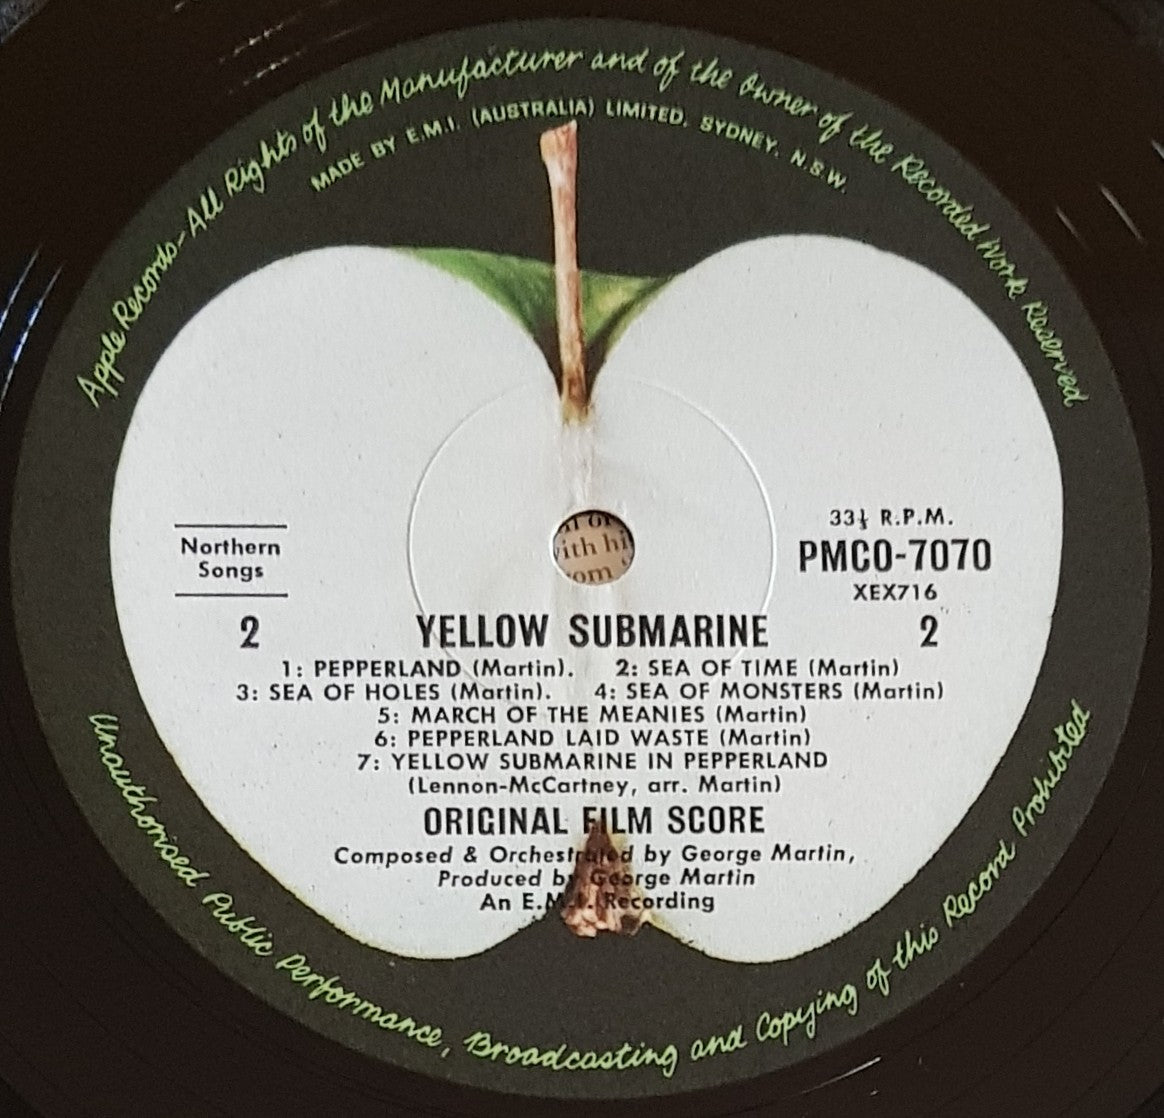 Apple Records-All Rights of the Manufacturer and of the Owner of the Recorded Work Reserved
MADE BY E.M.I. (AUSTRALIA) LIMITED, SYDNEY. N.S.W.
33⅓ R.P.M.
PMCO-7070
XEX716
Northern
Songs
ith hi
om
2 YELLOW SUBMARINE 2
1: PEPPERLAND (Martin). 2: SEA OF TIME (Martin)
3: SEA OF HOLES (Martin). 4: SEA OF MONSTERS (Martin)
5: MARCH OF THE MEANIES (Martin)
6: PEPPERLAND LAID WASTE (Martin)
7: YELLOW SUBMARINE IN PEPPERLAND
(Lennon-McCartney, arr. Martin)
ORIGINAL FILM SCORE
Composed & Orchestrated by George Martin,
Produced by George Martin
An E.M.I. Recording
Unauthorised Public Performance, Broadcasting and Copying of this Record Prohibited